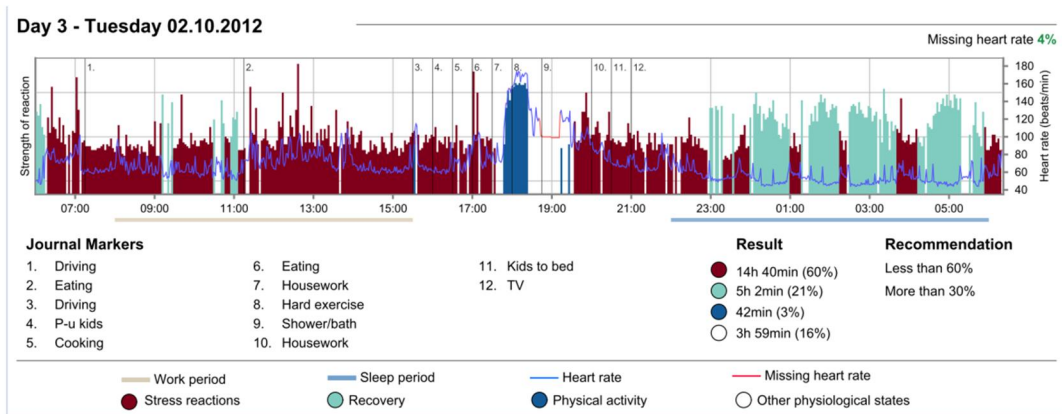 Day 3 - Tuesday 02.10.2012
Missing heart rate 4%
Strength of reaction
1. 2. 3. 4. 5. 6. 7. 8. 9. 10. 11. 12.
180
160
140
120
100
80
60
40
Heart rate (beats/min)
07:00 09:00 11:00 13:00 15:00 17:00 19:00 21:00 23:00 01:00 03:00 05:00
Journal Markers
1. Driving
2. Eating
3. Driving
4. P-u kids
5. Cooking
6. Eating
7. Housework
8. Hard exercise
9. Shower/bath
10. Housework
11. Kids to bed
12. TV
Result
14h 40min (60%)
5h 2min (21%)
42min (3%)
3h 59min (16%)
Recommendation
Less than 60%
More than 30%
Work period Sleep period Heart rate Missing heart rate
Stress reactions Recovery Physical activity Other physiological states